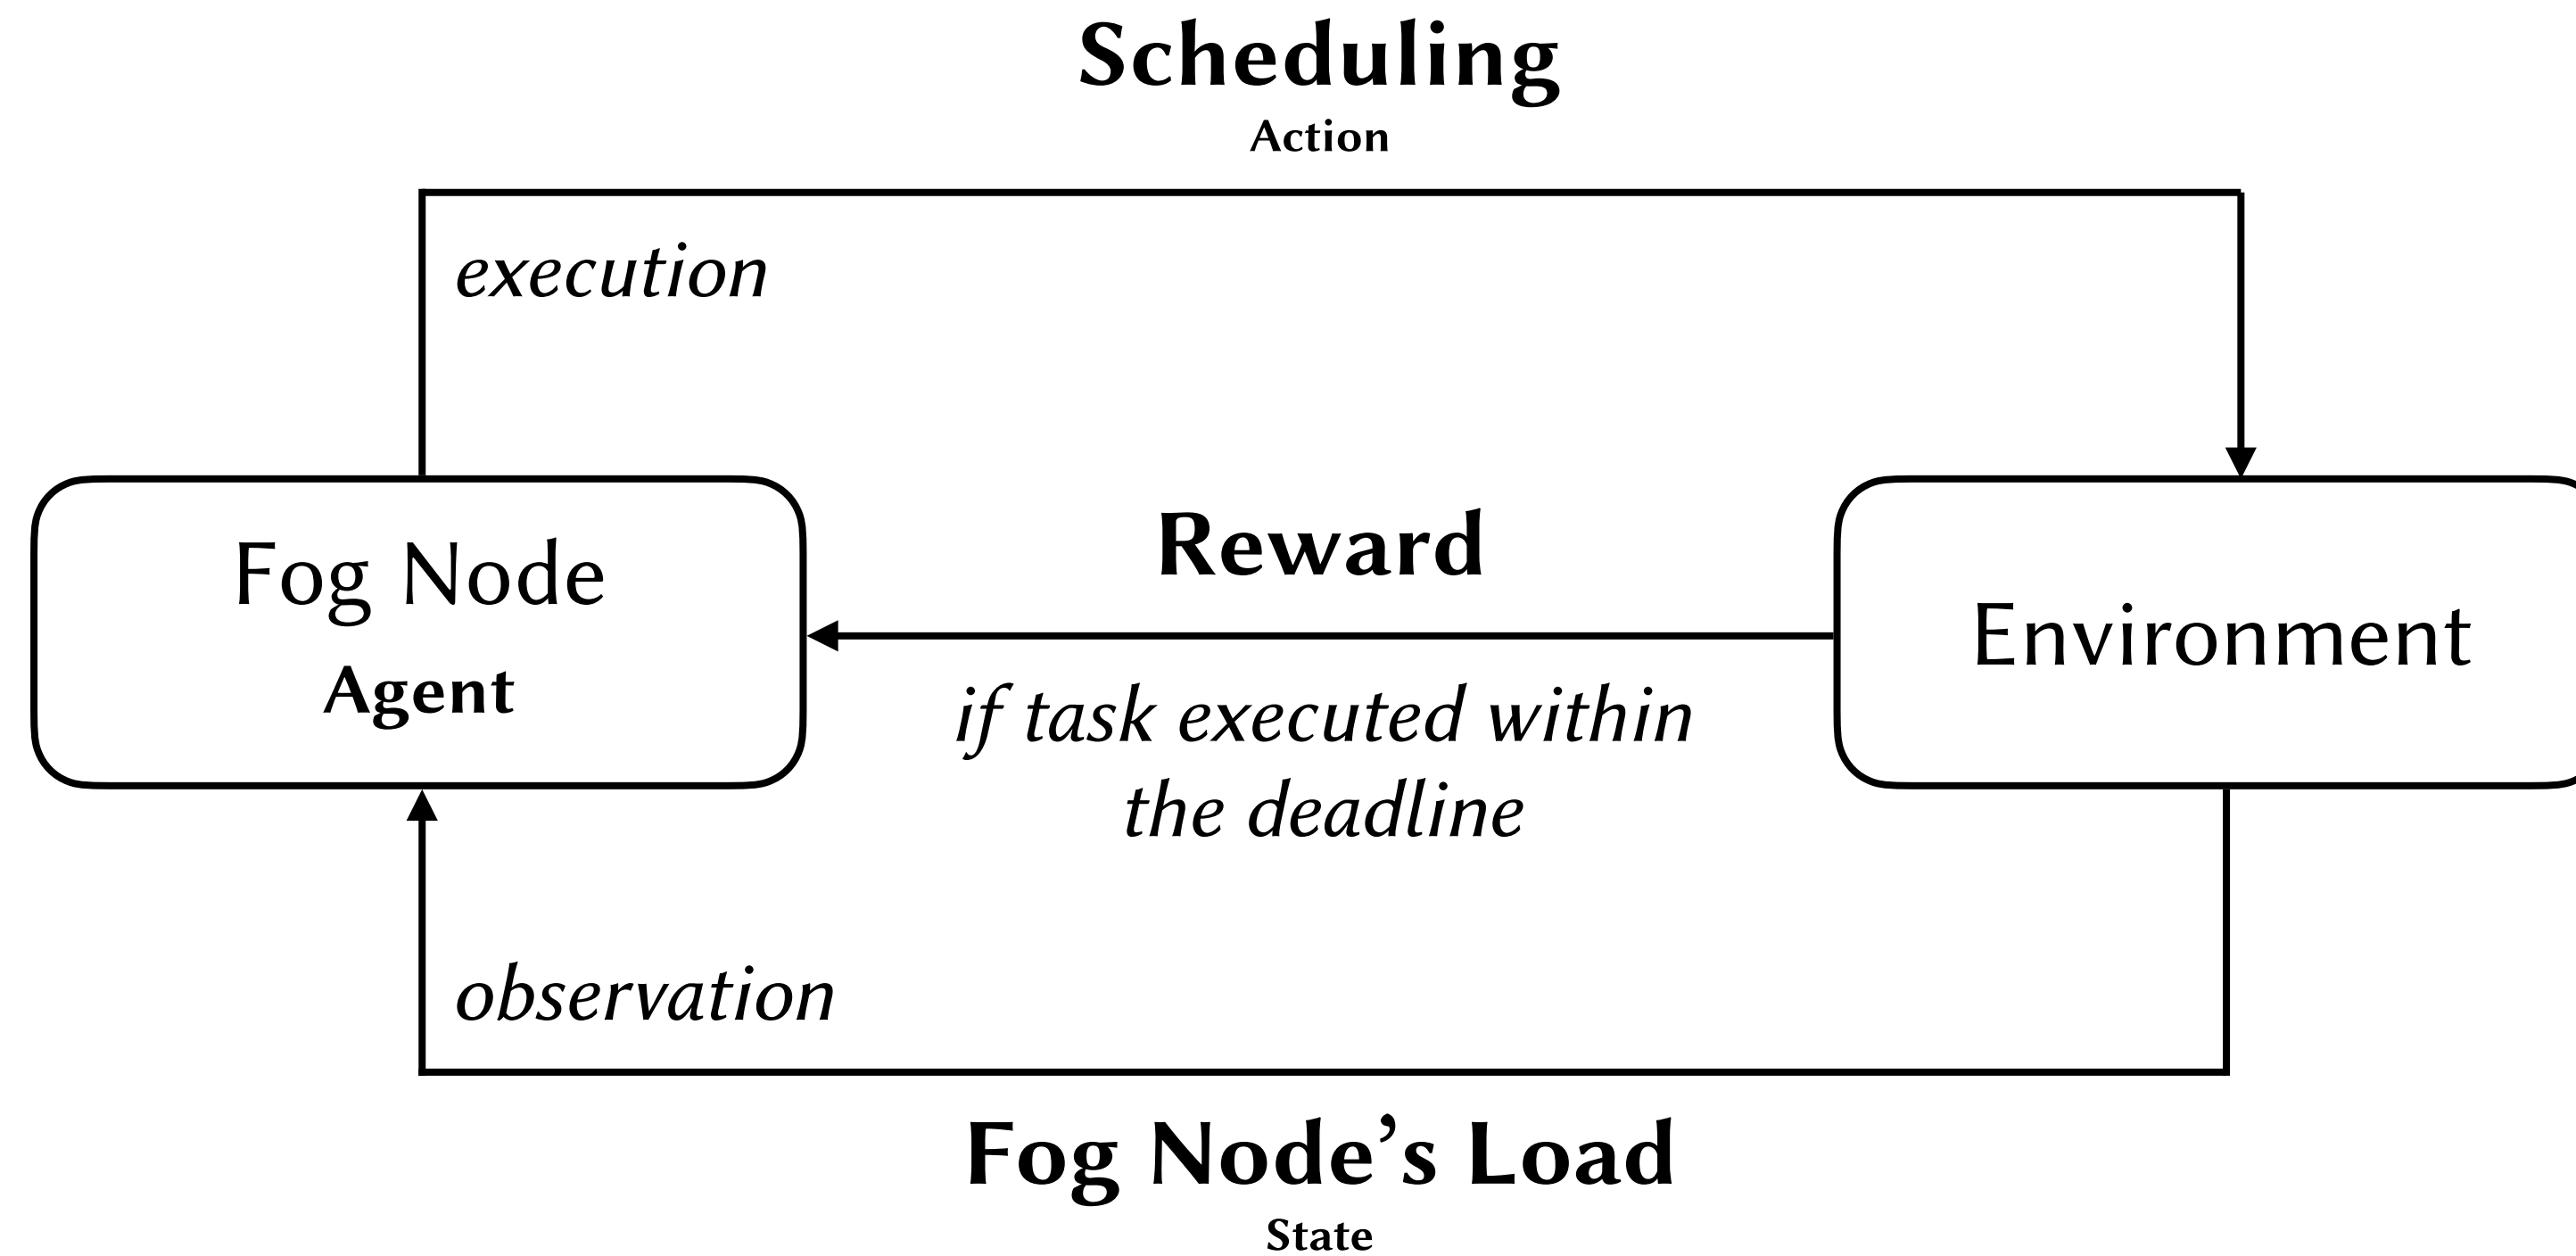 Scheduling
Action
execution
Fog Node
Agent
Reward
if task executed within
the deadline
Environment
observation
Fog Node’s Load
State